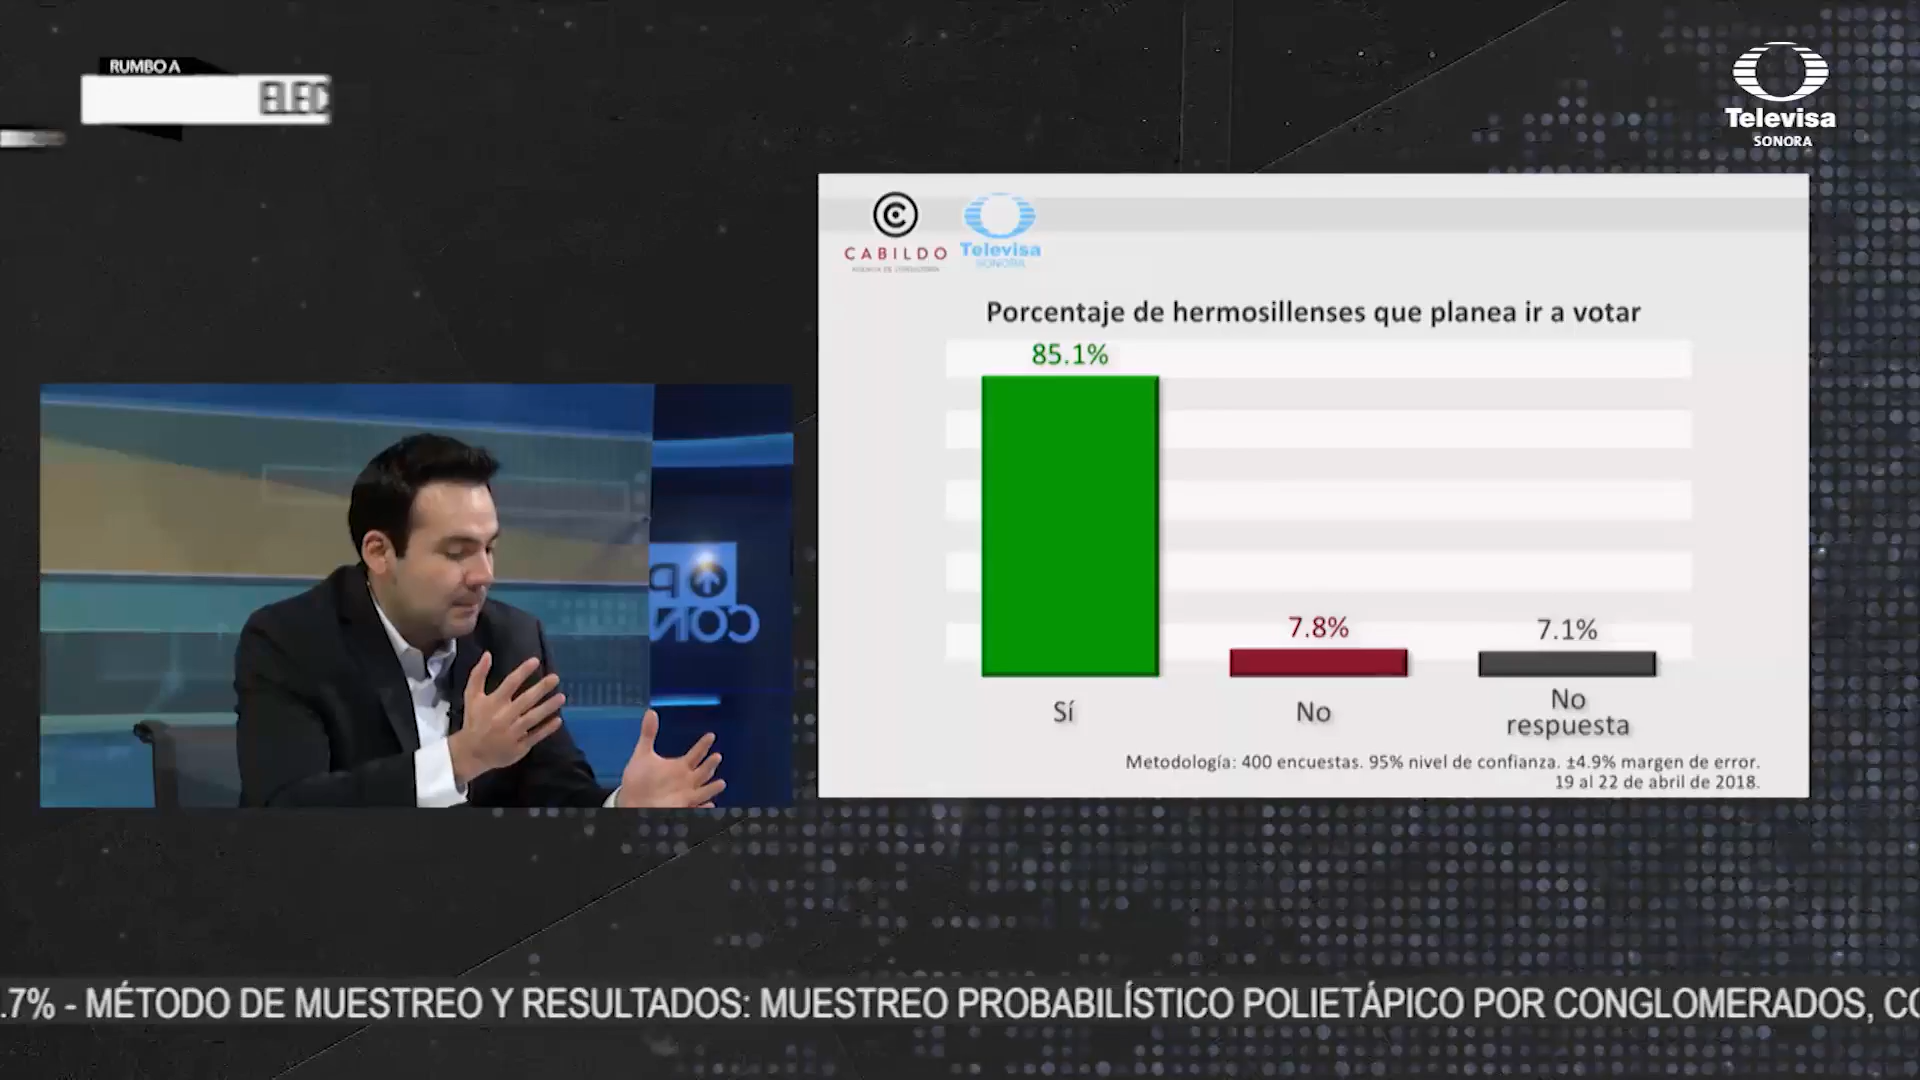 RUMBO A
ELEC
Televisa
SONORA
CABILDO
Televisa
SONORA
Porcentaje de hermosillenses que planea ir a votar
85.1%
7.8%
7.1%
Sí
No
No
respuesta
Metodología: 400 encuestas. 95% nivel de confianza. ±4.9% margen de error.
19 al 22 de abril de 2018.
.7% - MÉTODO DE MUESTREO Y RESULTADOS: MUESTREO PROBABILÍSTICO POLIETÁPICO POR CONGLOMERADOS, CO